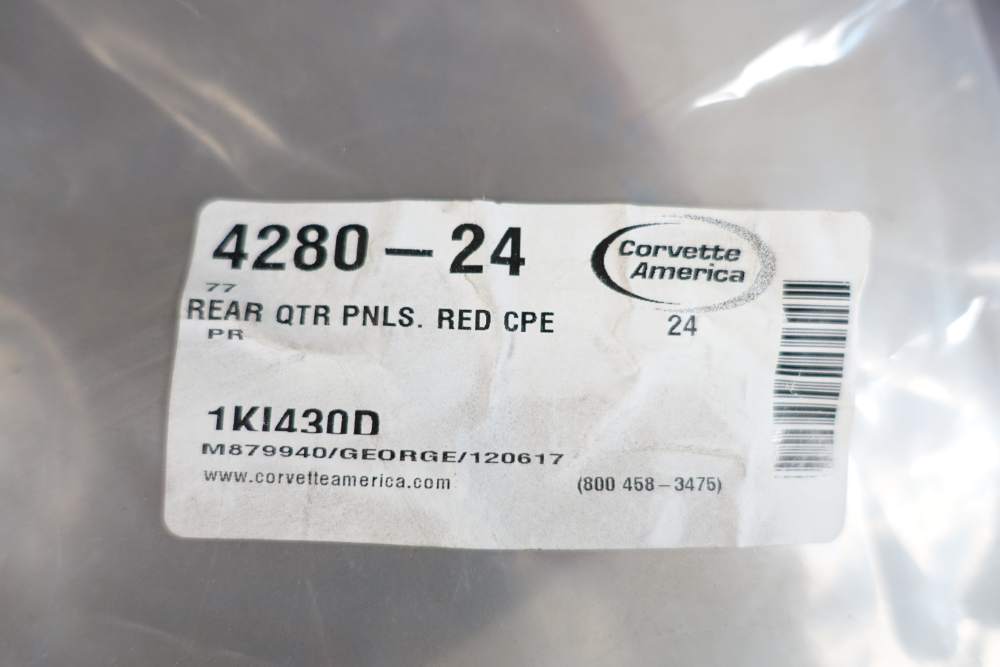 4280-24
Corvette
America
77
REAR QTR PNLS. RED CPE
24
PR
1KI430D
M879940/GEORGE/120617
www.corvetteamerica.com
(800 458-3475)